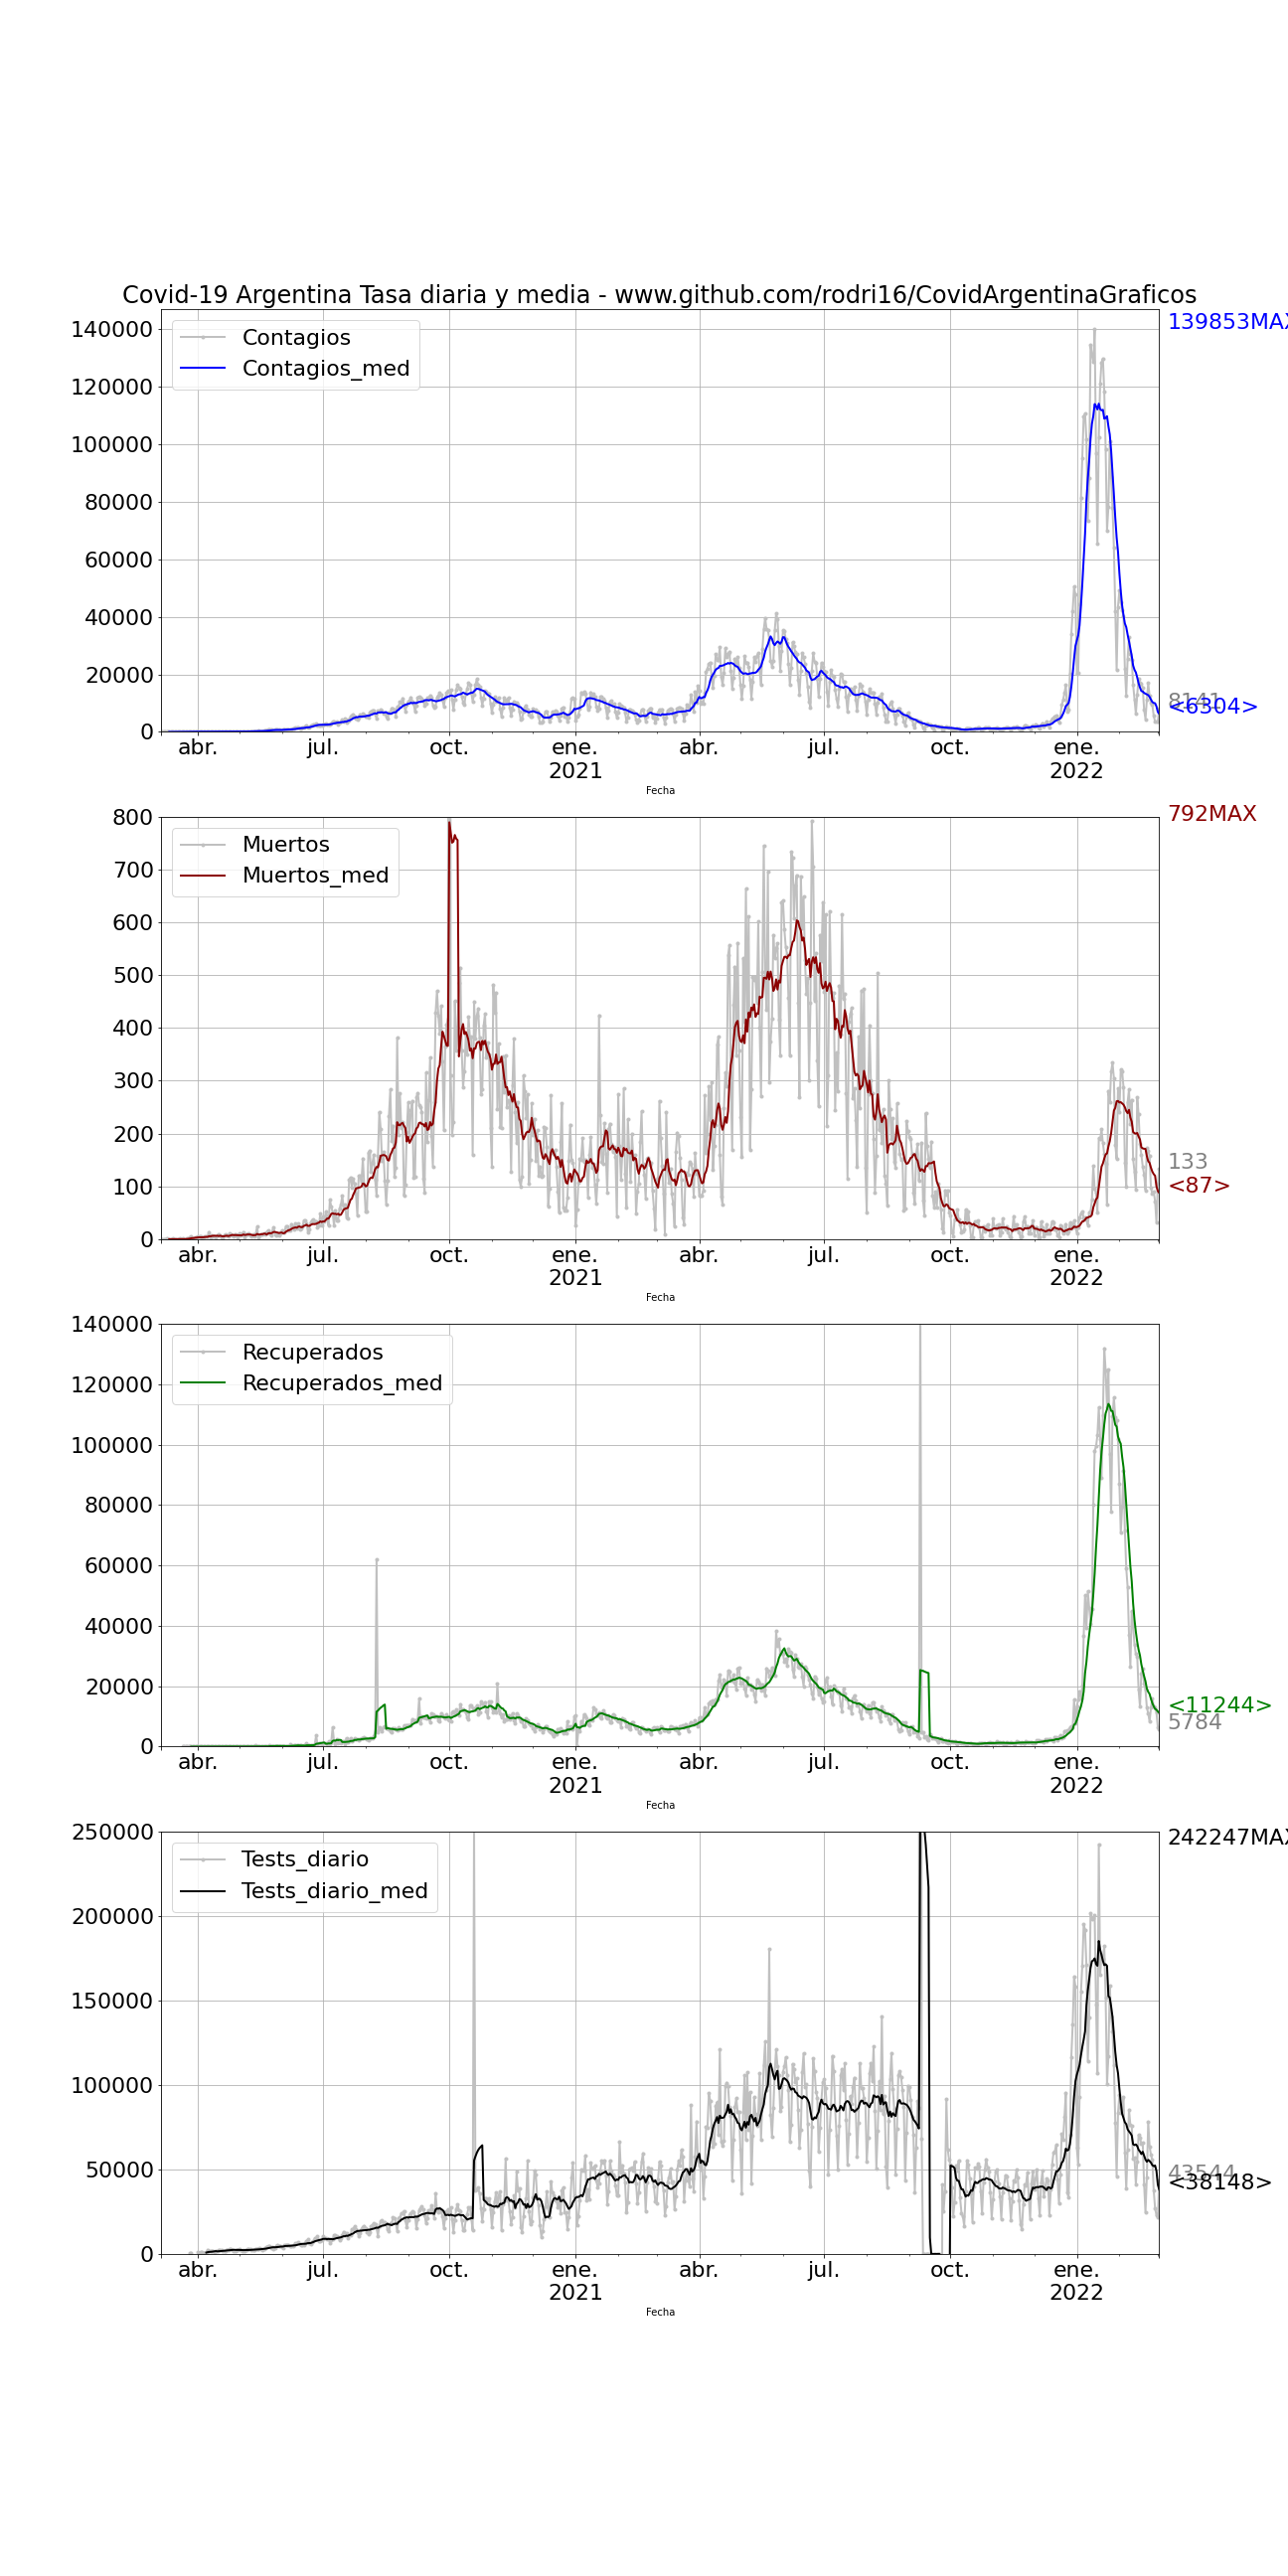 Covid-19 Argentina Tasa diaria y media - www.github.com/rodri16/CovidArgentinaGraficos
139853MAX
Contagios
Contagios_med
140000
120000
100000
80000
60000
40000
20000
0
8141
<6304>
abr. jul. oct. ene. abr. jul. oct. ene.
2021 2022
Fecha
792MAX
Muertos
Muertos_med
800
700
600
500
400
300
200
100
0
133
<87>
abr. jul. oct. ene. abr. jul. oct. ene.
2021 2022
Fecha
Recuperados
Recuperados_med
140000
120000
100000
80000
60000
40000
20000
0
<11244>
5784
abr. jul. oct. ene. abr. jul. oct. ene.
2021 2022
Fecha
242247MAX
Tests_diario
Tests_diario_med
250000
200000
150000
100000
50000
0
43544
<38148>
abr. jul. oct. ene. abr. jul. oct. ene.
2021 2022
Fecha